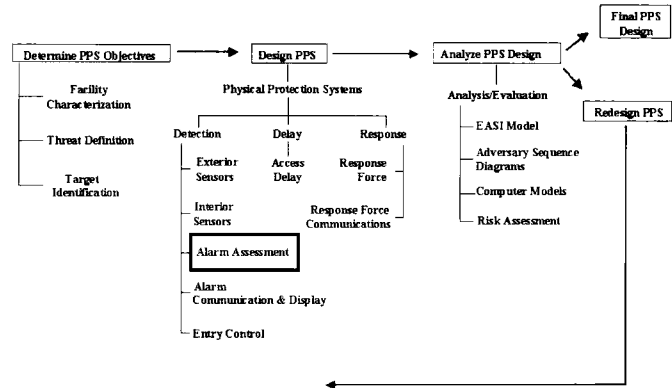 Final PPS
Design
Determine PPS Objectives
Design PPS
Analyze PPS Design
Redesign PPS
Facility
Characterization
Threat Definition
Target
Identification
Physical Protection Systems
Detection
Exterior
Sensors
Interior
Sensors
Alarm Assessment
Alarm
Communication & Display
Entry Control
Delay
Access
Delay
Response
Response
Force
Response Force
Communications
Analysis/Evaluation
EASI Model
Adversary Sequence
Diagrams
Computer Models
Risk Assessment